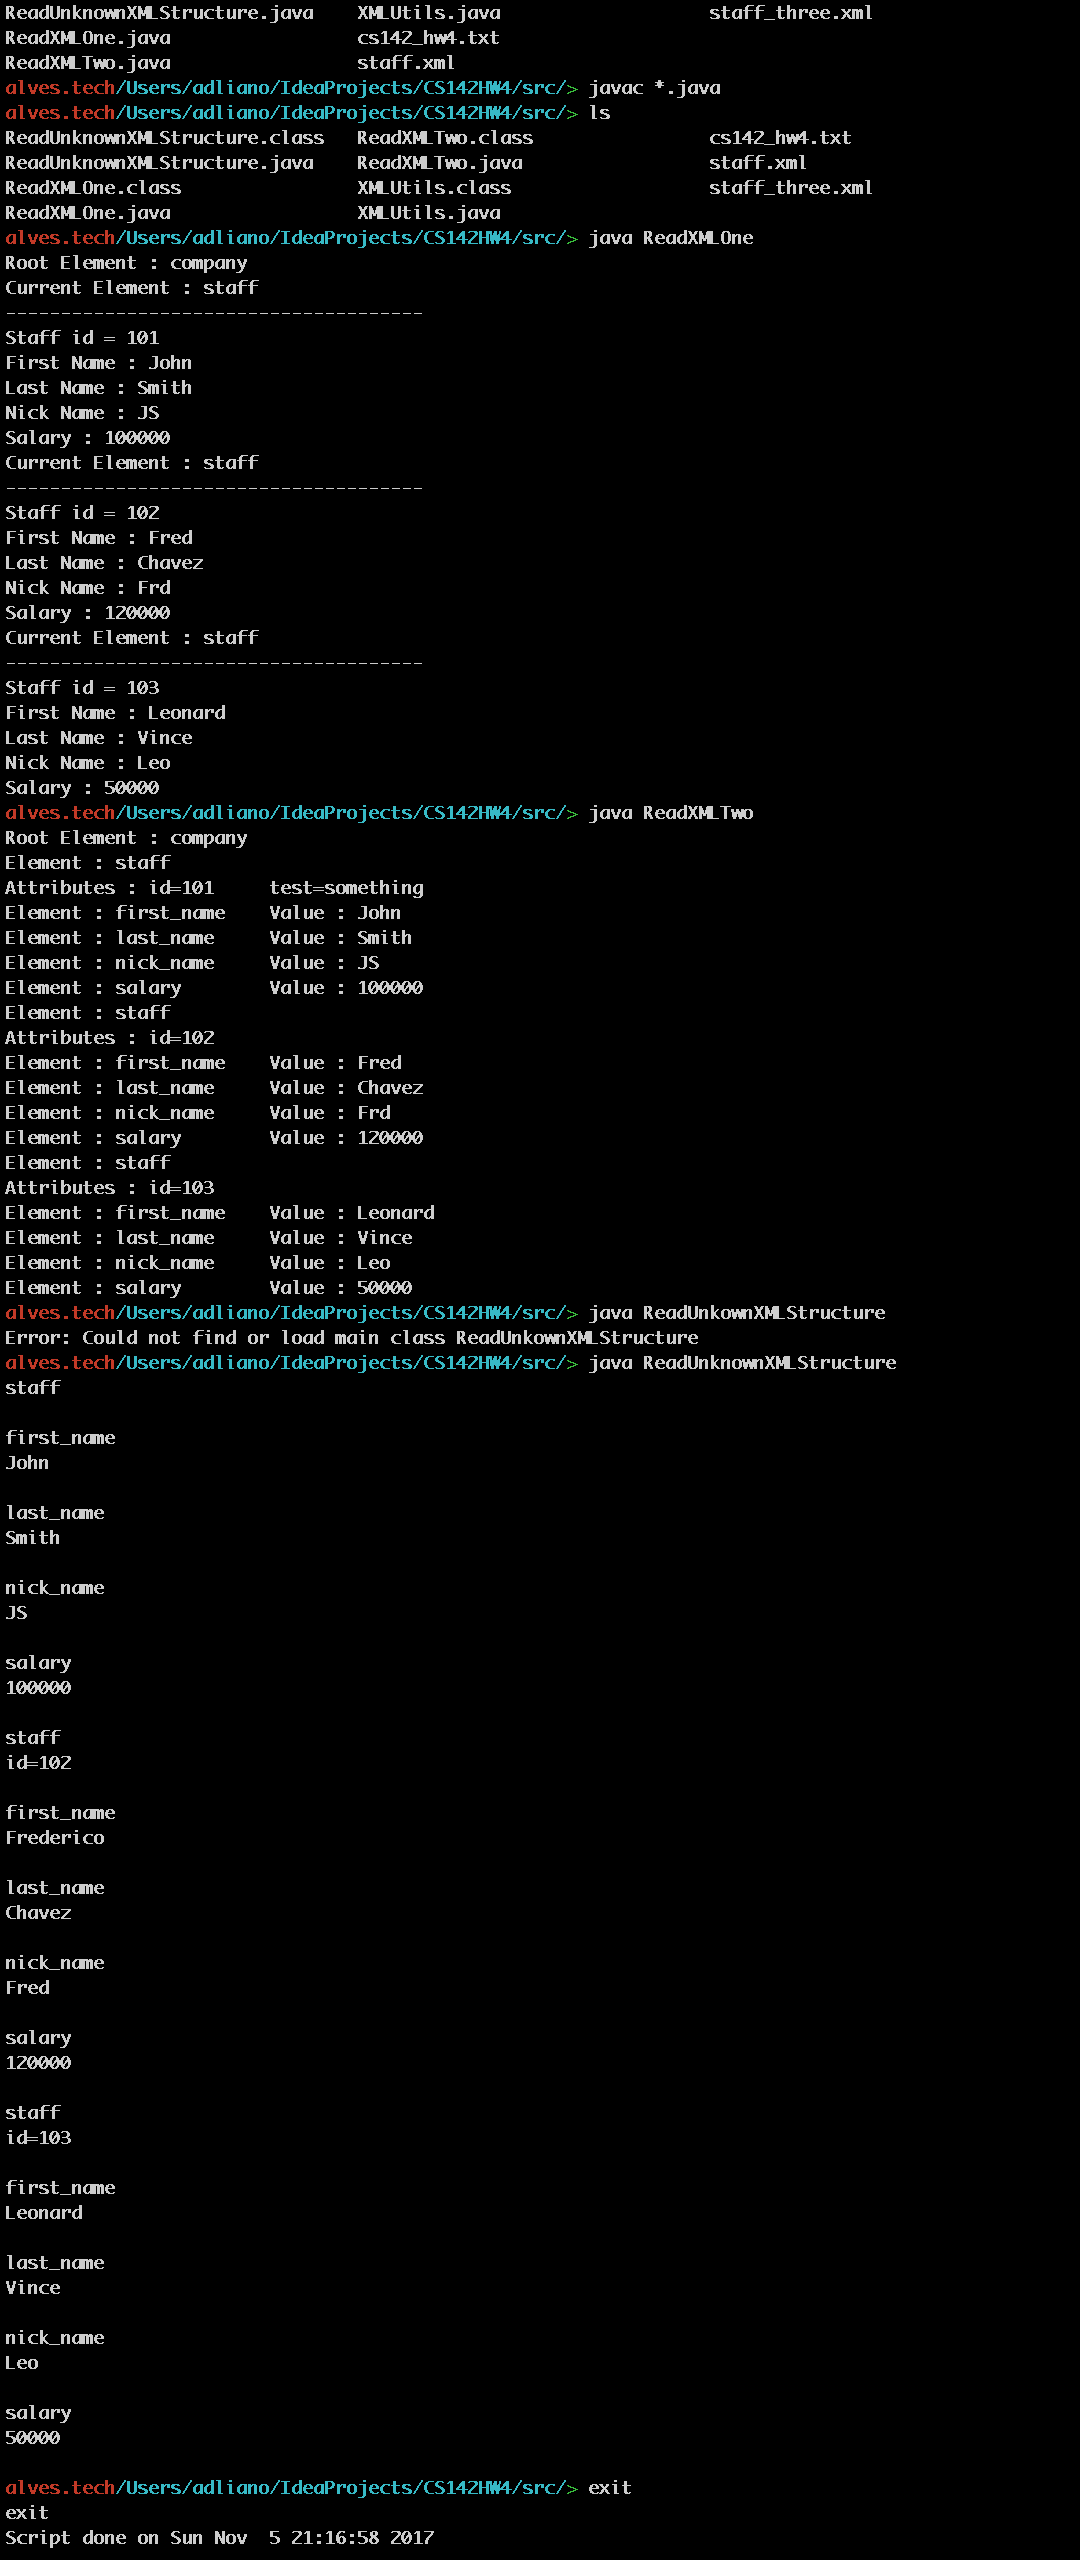 ReadUnknownXMLStructure.java    XMLUtils.java                   staff_three.xml
ReadXMLOne.java                 cs142_hw4.txt
ReadXMLTwo.java                 staff.xml
alves.tech/Users/adliano/IdeaProjects/CS142HW4/src/> javac *.java
alves.tech/Users/adliano/IdeaProjects/CS142HW4/src/> ls
ReadUnknownXMLStructure.class   ReadXMLTwo.class                cs142_hw4.txt
ReadUnknownXMLStructure.java    ReadXMLTwo.java                 staff.xml
ReadXMLOne.class                XMLUtils.class                  staff_three.xml
ReadXMLOne.java                 XMLUtils.java
alves.tech/Users/adliano/IdeaProjects/CS142HW4/src/> java ReadXMLOne
Root Element : company
Current Element : staff
--------------------------------------
Staff id = 101
First Name : John
Last Name : Smith
Nick Name : JS
Salary : 100000
Current Element : staff
--------------------------------------
Staff id = 102
First Name : Fred
Last Name : Chavez
Nick Name : Frd
Salary : 120000
Current Element : staff
--------------------------------------
Staff id = 103
First Name : Leonard
Last Name : Vince
Nick Name : Leo
Salary : 50000
alves.tech/Users/adliano/IdeaProjects/CS142HW4/src/> java ReadXMLTwo
Root Element : company
Element : staff
Attributes : id=101     test=something
Element : first_name    Value : John
Element : last_name     Value : Smith
Element : nick_name     Value : JS
Element : salary        Value : 100000
Element : staff
Attributes : id=102
Element : first_name    Value : Fred
Element : last_name     Value : Chavez
Element : nick_name     Value : Frd
Element : salary        Value : 120000
Element : staff
Attributes : id=103
Element : first_name    Value : Leonard
Element : last_name     Value : Vince
Element : nick_name     Value : Leo
Element : salary        Value : 50000
alves.tech/Users/adliano/IdeaProjects/CS142HW4/src/> java ReadUnkownXMLStructure
Error: Could not find or load main class ReadUnkownXMLStructure
alves.tech/Users/adliano/IdeaProjects/CS142HW4/src/> java ReadUnknownXMLStructure
staff

first_name
John

last_name
Smith

nick_name
JS

salary
100000

staff
id=102

first_name
Frederico

last_name
Chavez

nick_name
Fred

salary
120000

staff
id=103

first_name
Leonard

last_name
Vince

nick_name
Leo

salary
50000

alves.tech/Users/adliano/IdeaProjects/CS142HW4/src/> exit
exit
Script done on Sun Nov  5 21:16:58 2017